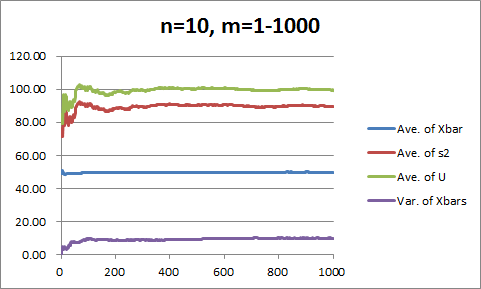 n=10, m=1-1000
120.00
100.00
80.00
60.00
40.00
20.00
0.00
0 200 400 600 800 1000
Ave. of Xbar
Ave. of s2
Ave. of U
Var. of Xbars